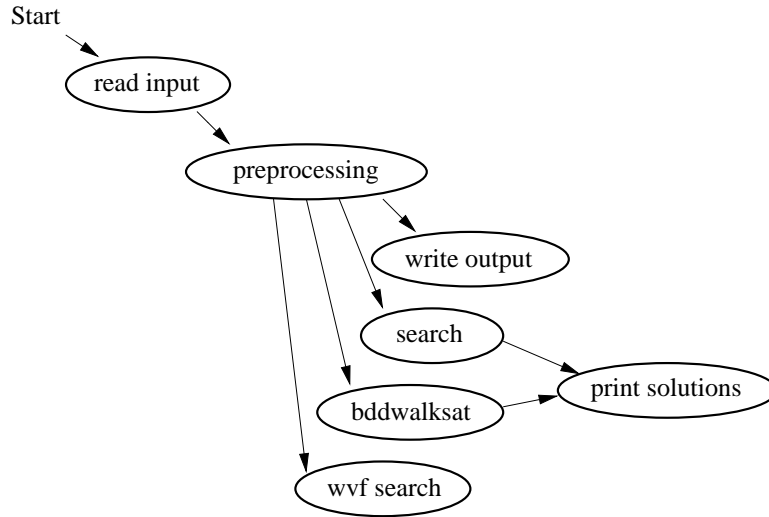 Start
read input
preprocessing
write output
search
print solutions
bddwalksat
wvf search